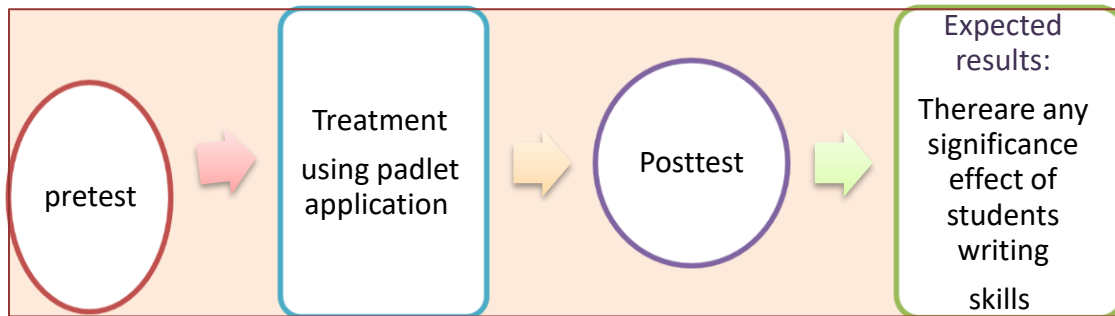 pretest
Treatment
using padlet
application
Posttest
Expected
results:
Thereare any
significance
effect of
students
writing
skills